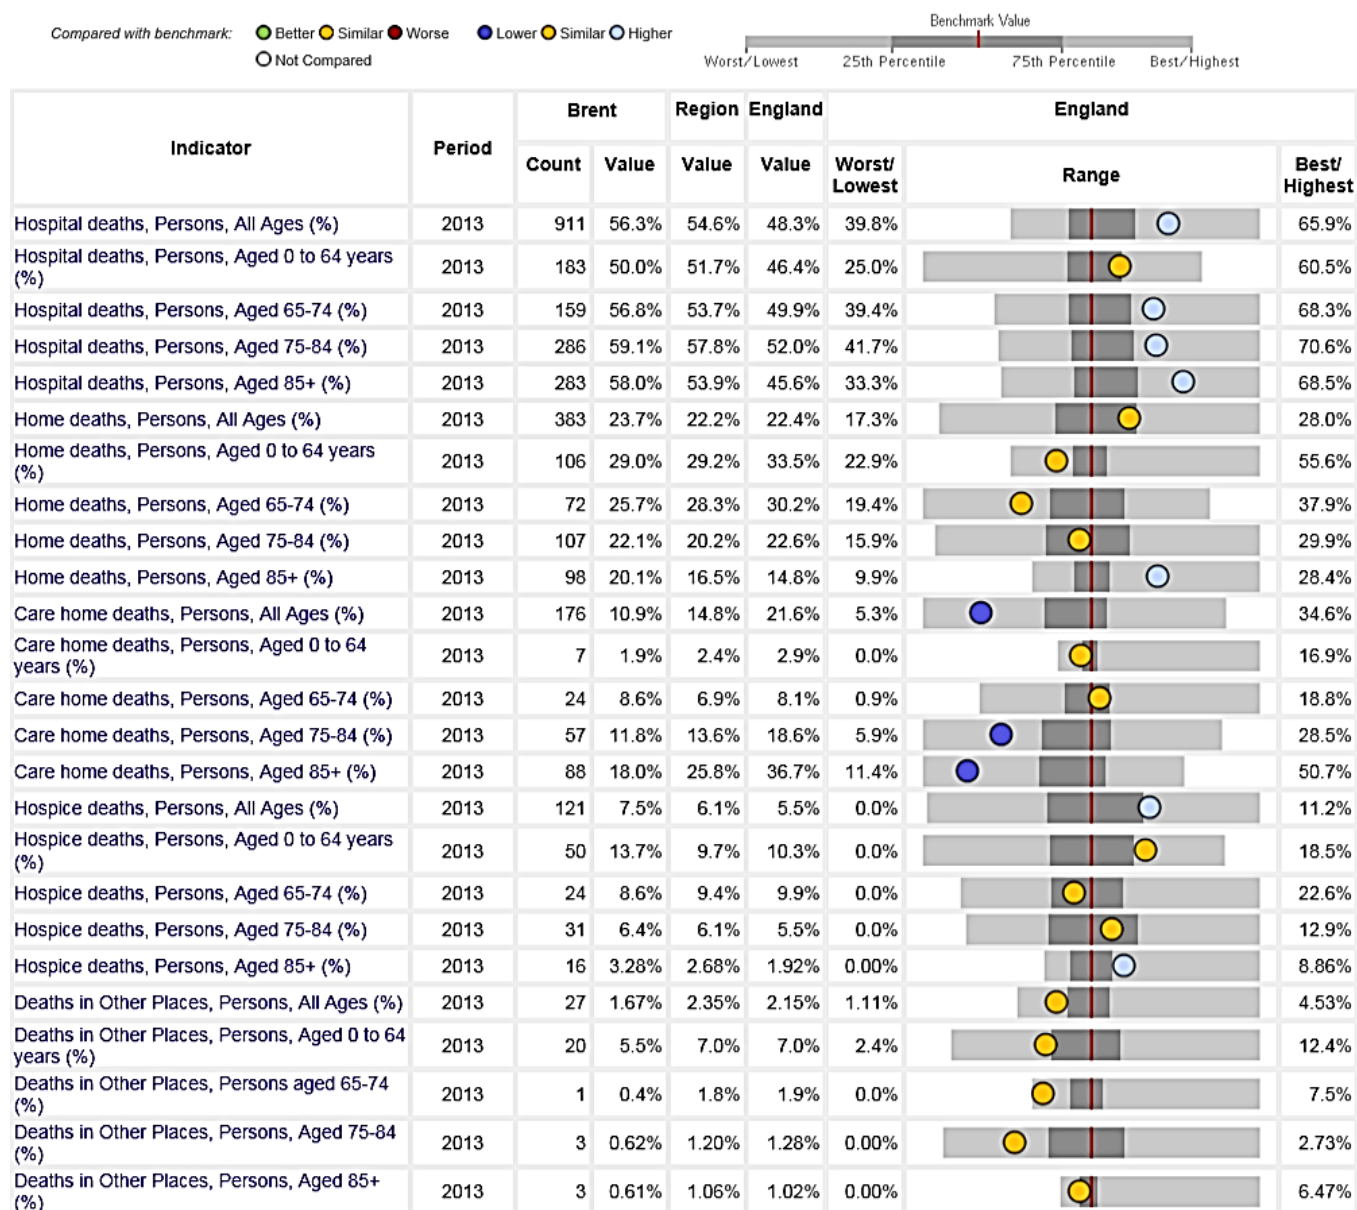 Compared with benchmark: Better Similar Worse Lower Similar Higher
Not Compared
Benchmark Value
Worst/Lowest 25th Percentile 75th Percentile Best/Highest
Indicator Period Brent Region England England
Count Value Value Value Worst/ Lowest Range Best/ Highest
Hospital deaths, Persons, All Ages (%) 2013 911 56.3% 54.6% 48.3% 39.8% 65.9%
Hospital deaths, Persons, Aged 0 to 64 years
(%) 2013 183 50.0% 51.7% 46.4% 25.0% 60.5%
Hospital deaths, Persons, Aged 65-74 (%) 2013 159 56.8% 53.7% 49.9% 39.4% 68.3%
Hospital deaths, Persons, Aged 75-84 (%) 2013 286 59.1% 57.8% 52.0% 41.7% 70.6%
Hospital deaths, Persons, Aged 85+ (%) 2013 283 58.0% 53.9% 45.6% 33.3% 68.5%
Home deaths, Persons, All Ages (%) 2013 383 23.7% 22.2% 22.4% 17.3% 28.0%
Home deaths, Persons, Aged 0 to 64 years
(%) 2013 106 29.0% 29.2% 33.5% 22.9% 55.6%
Home deaths, Persons, Aged 65-74 (%) 2013 72 25.7% 28.3% 30.2% 19.4% 37.9%
Home deaths, Persons, Aged 75-84 (%) 2013 107 22.1% 20.2% 22.6% 15.9% 29.9%
Home deaths, Persons, Aged 85+ (%) 2013 98 20.1% 16.5% 14.8% 9.9% 28.4%
Care home deaths, Persons, All Ages (%) 2013 176 10.9% 14.8% 21.6% 5.3% 34.6%
Care home deaths, Persons, Aged 0 to 64
years (%) 2013 7 1.9% 2.4% 2.9% 0.0% 16.9%
Care home deaths, Persons, Aged 65-74 (%) 2013 24 8.6% 6.9% 8.1% 0.9% 18.8%
Care home deaths, Persons, Aged 75-84 (%) 2013 57 11.8% 13.6% 18.6% 5.9% 28.5%
Care home deaths, Persons, Aged 85+ (%) 2013 88 18.0% 25.8% 36.7% 11.4% 50.7%
Hospice deaths, Persons, All Ages (%) 2013 121 7.5% 6.1% 5.5% 0.0% 11.2%
Hospice deaths, Persons, Aged 0 to 64 years
(%) 2013 50 13.7% 9.7% 10.3% 0.0% 18.5%
Hospice deaths, Persons, Aged 65-74 (%) 2013 24 8.6% 9.4% 9.9% 0.0% 22.6%
Hospice deaths, Persons, Aged 75-84 (%) 2013 31 6.4% 6.1% 5.5% 0.0% 12.9%
Hospice deaths, Persons, Aged 85+ (%) 2013 16 3.28% 2.68% 1.92% 0.00% 8.86%
Deaths in Other Places, Persons, All Ages (%) 2013 27 1.67% 2.35% 2.15% 1.11% 4.53%
Deaths in Other Places, Persons, Aged 0 to 64
years (%) 2013 20 5.5% 7.0% 7.0% 2.4% 12.4%
Deaths in Other Places, Persons aged 65-74
(%) 2013 1 0.4% 1.8% 1.9% 0.0% 7.5%
Deaths in Other Places, Persons, Aged 75-84
(%) 2013 3 0.62% 1.20% 1.28% 0.00% 2.73%
Deaths in Other Places, Persons, Aged 85+
(%) 2013 3 0.61% 1.06% 1.02% 0.00% 6.47%